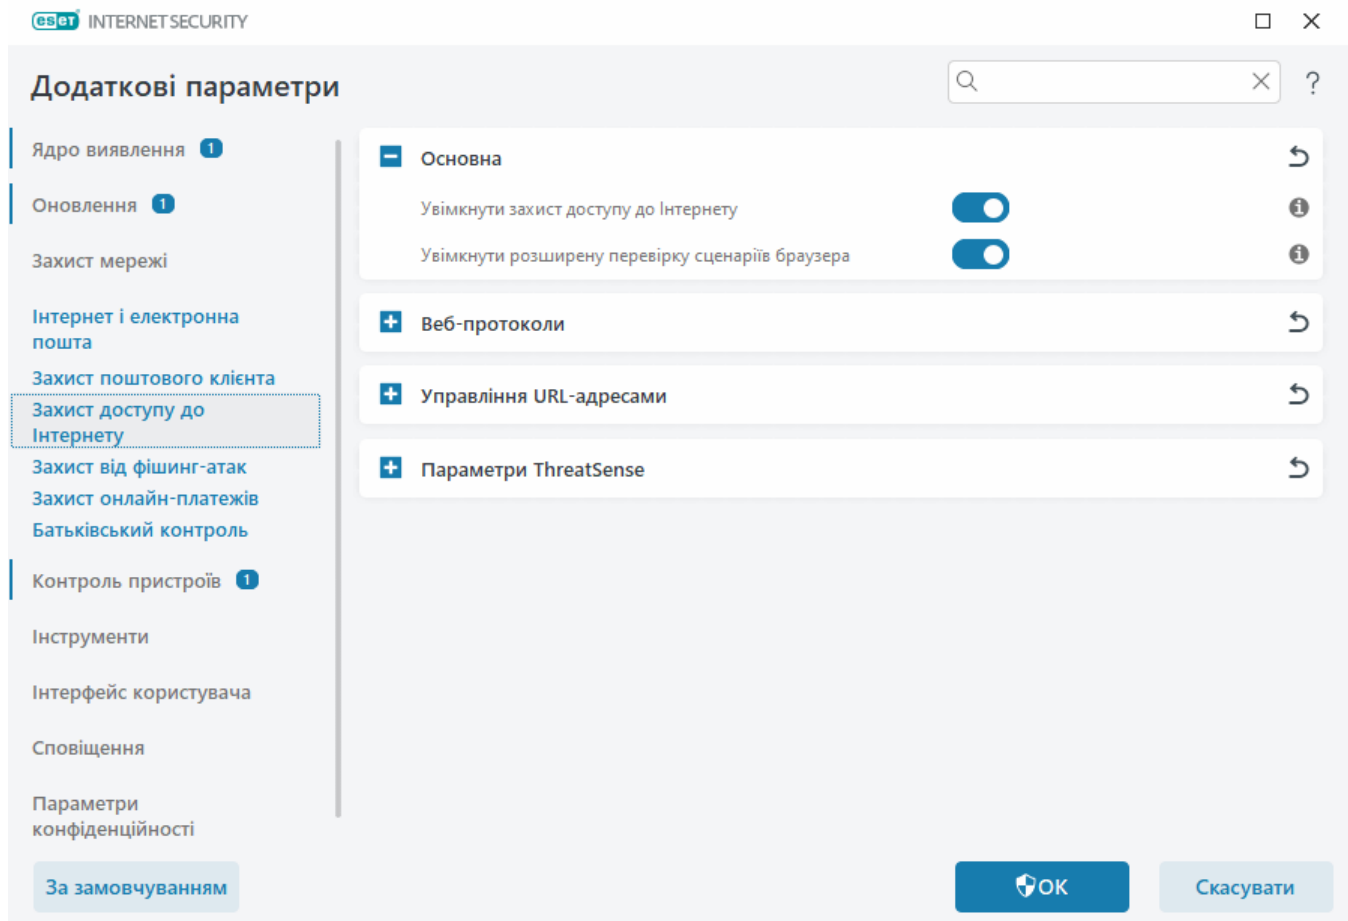 eset INTERNET SECURITY
Додаткові параметри
?
Ядро виявлення 1
Оновлення 1
Захист мережі
Інтернет і електронна
пошта
Захист поштового клієнта
Захист доступу до
Інтернету
Захист від фішинг-атак
Захист онлайн-платежів
Батьківський контроль
Контроль пристроїв 1
Інструменти
Інтерфейс користувача
Сповіщення
Параметри
конфіденційності
Основна
Увімкнути захист доступу до Інтернету
Увімкнути розширену перевірку сценаріїв браузера
Веб-протоколи
Управління URL-адресами
Параметри ThreatSense
За замовчуванням
ОК
Скасувати